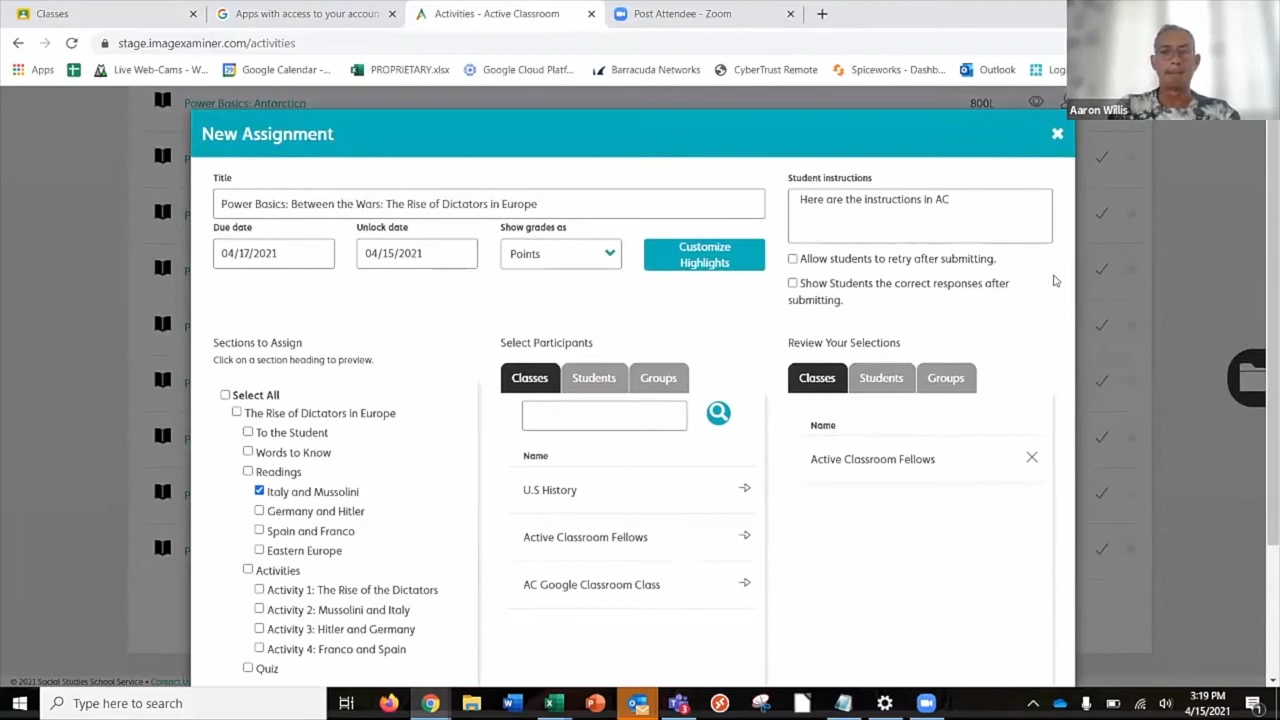 Classes
Apps with access to your accoun
Activities - Active Classroom
Post Attendee - Zoom
stage.imagexaminer.com/activities
Apps
Live Web-Cams - W...
Google Calendar -...
PROPRIETARY.xlsx
Google Cloud Platf...
Barracuda Networks
CyberTrust Remote
Spiceworks - Dashb...
Outlook
Log
Aaron Willis
Power Basics: Antarctica
800L
New Assignment
Title
Power Basics: Between the Wars: The Rise of Dictators in Europe
Student instructions
Here are the instructions in AC
Due date
Unlock date
Show grades as
04/17/2021
04/15/2021
Points
Customize
Highlights
Allow students to retry after submitting.
Show Students the correct responses after
submitting.
Sections to Assign
Click on a section heading to preview.
Select All
The Rise of Dictators in Europe
To the Student
Words to Know
Readings
Italy and Mussolini
Germany and Hitler
Spain and Franco
Eastern Europe
Activities
Activity 1: The Rise of the Dictators
Activity 2: Mussolini and Italy
Activity 3: Hitler and Germany
Activity 4: Franco and Spain
Quiz
Select Participants
Classes
Students
Groups
Name
U.S History
Active Classroom Fellows
AC Google Classroom Class
Review Your Selections
Classes
Students
Groups
Name
Active Classroom Fellows
© 2021 Social Studies School Service • Contact Us
Type here to search
3:19 PM
4/15/2021